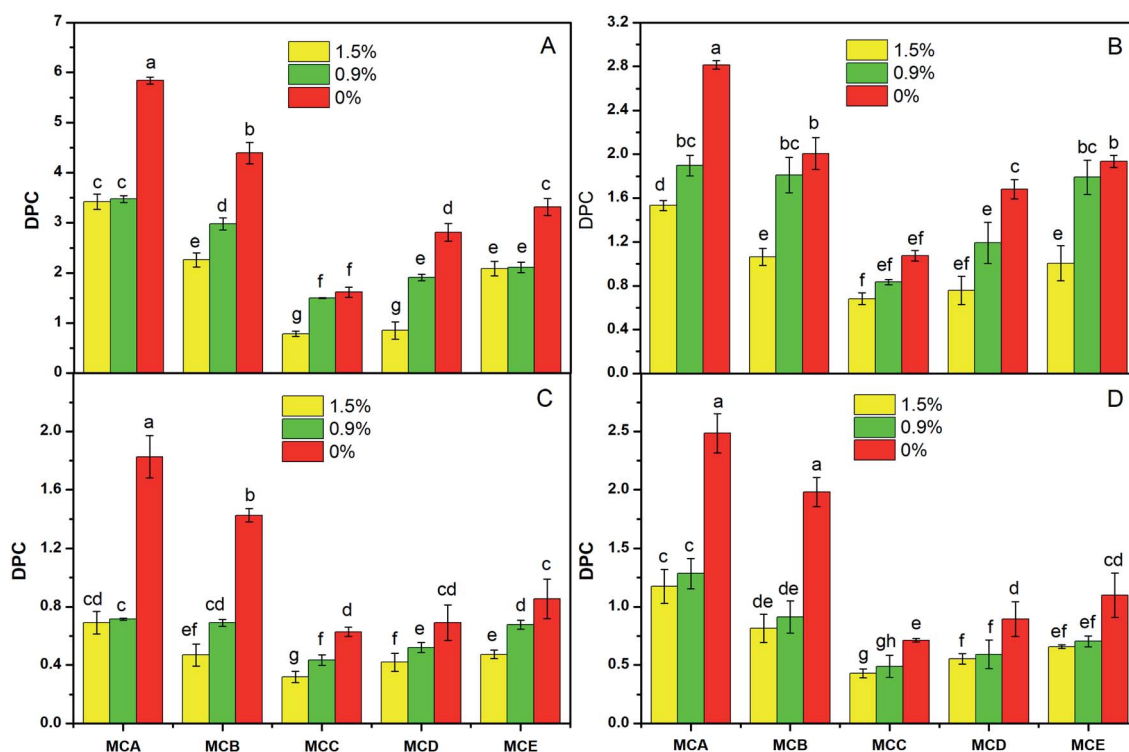 A
1.5%
0.9%
0%
DPC
7
6
5
4
3
2
1
0
c c a
e d b
g f f
g e d
e e c
B
1.5%
0.9%
0%
DPC
3.2
2.8
2.4
2.0
1.6
1.2
0.8
0.4
0.0
d bc a
e bc b
f ef ef
ef e c
e bc b
C
1.5%
0.9%
0%
DPC
2.0
1.6
1.2
0.8
0.4
0.0
cd c a
ef cd b
g f d
f e cd
e d c
MCA MCB MCC MCD MCE
D
1.5%
0.9%
0%
DPC
2.5
2.0
1.5
1.0
0.5
0.0
c c a
de de a
g gh e
f f d
ef ef cd
MCA MCB MCC MCD MCE